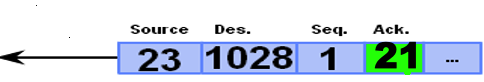 Source Des. Seq. Ack.
23 1028 1 21 ...